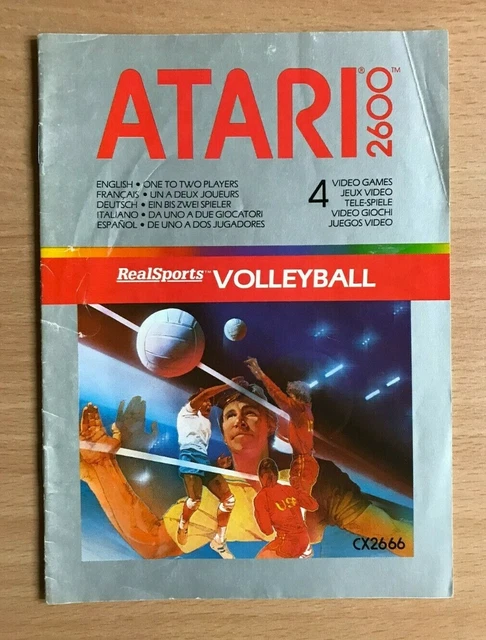 ATARI® 2600™
ENGLISH • ONE TO TWO PLAYERS
FRANÇAIS • UN A DEUX JOUEURS
DEUTSCH • EIN BIS ZWEI SPIELER
ITALIANO • DA UNO A DUE GIOCATORI
ESPAÑOL • DE UNO A DOS JUGADORES
4
VIDEO GAMES
JEUX VIDEO
TELE-SPIELE
VIDEO GIOCHI
JUEGOS VIDEO
RealSports™ VOLLEYBALL
USA
CX2666